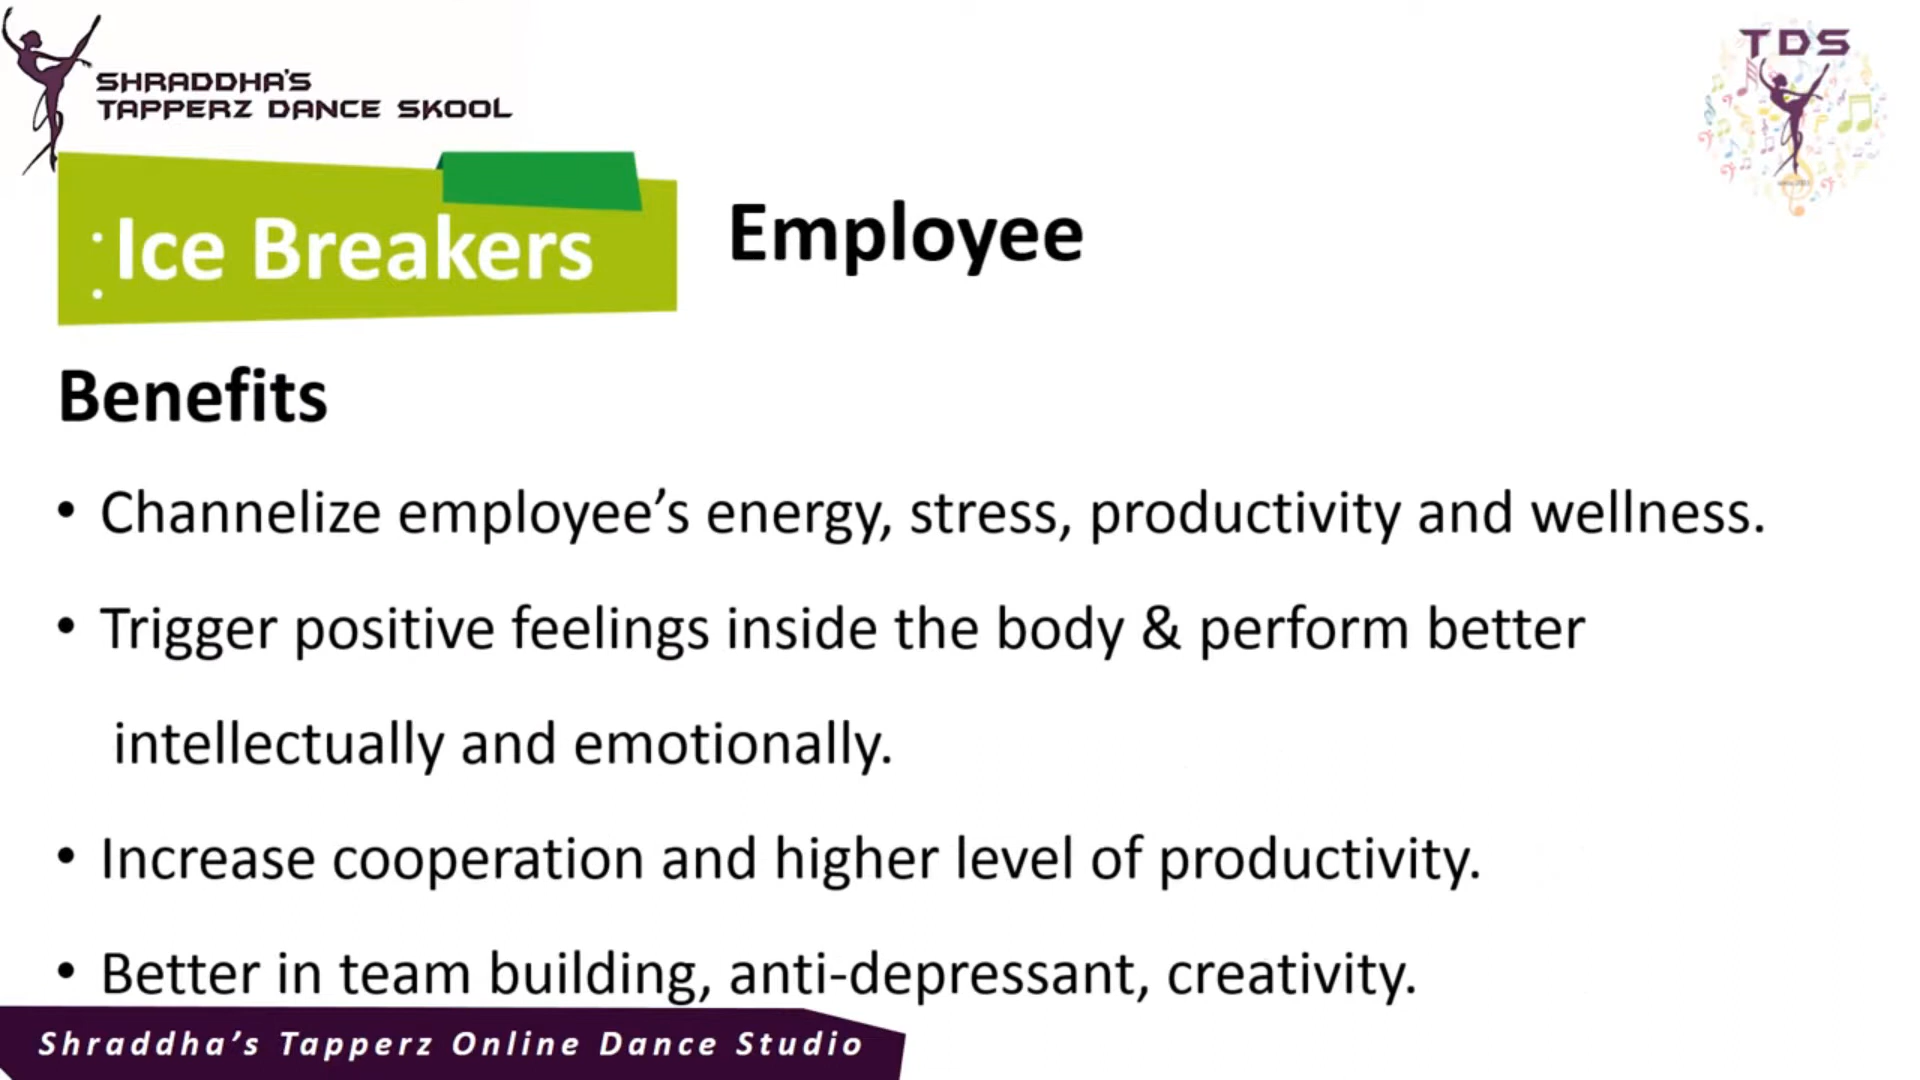 SHRADDHA'S
TAPPERZ DANCE SKOOL
TDS
Ice Breakers
Employee
Benefits
• Channelize employee’s energy, stress, productivity and wellness.
• Trigger positive feelings inside the body & perform better
intellectually and emotionally.
• Increase cooperation and higher level of productivity.
• Better in team building, anti-depressant, creativity.
Shraddha’s Tapperz Online Dance Studio